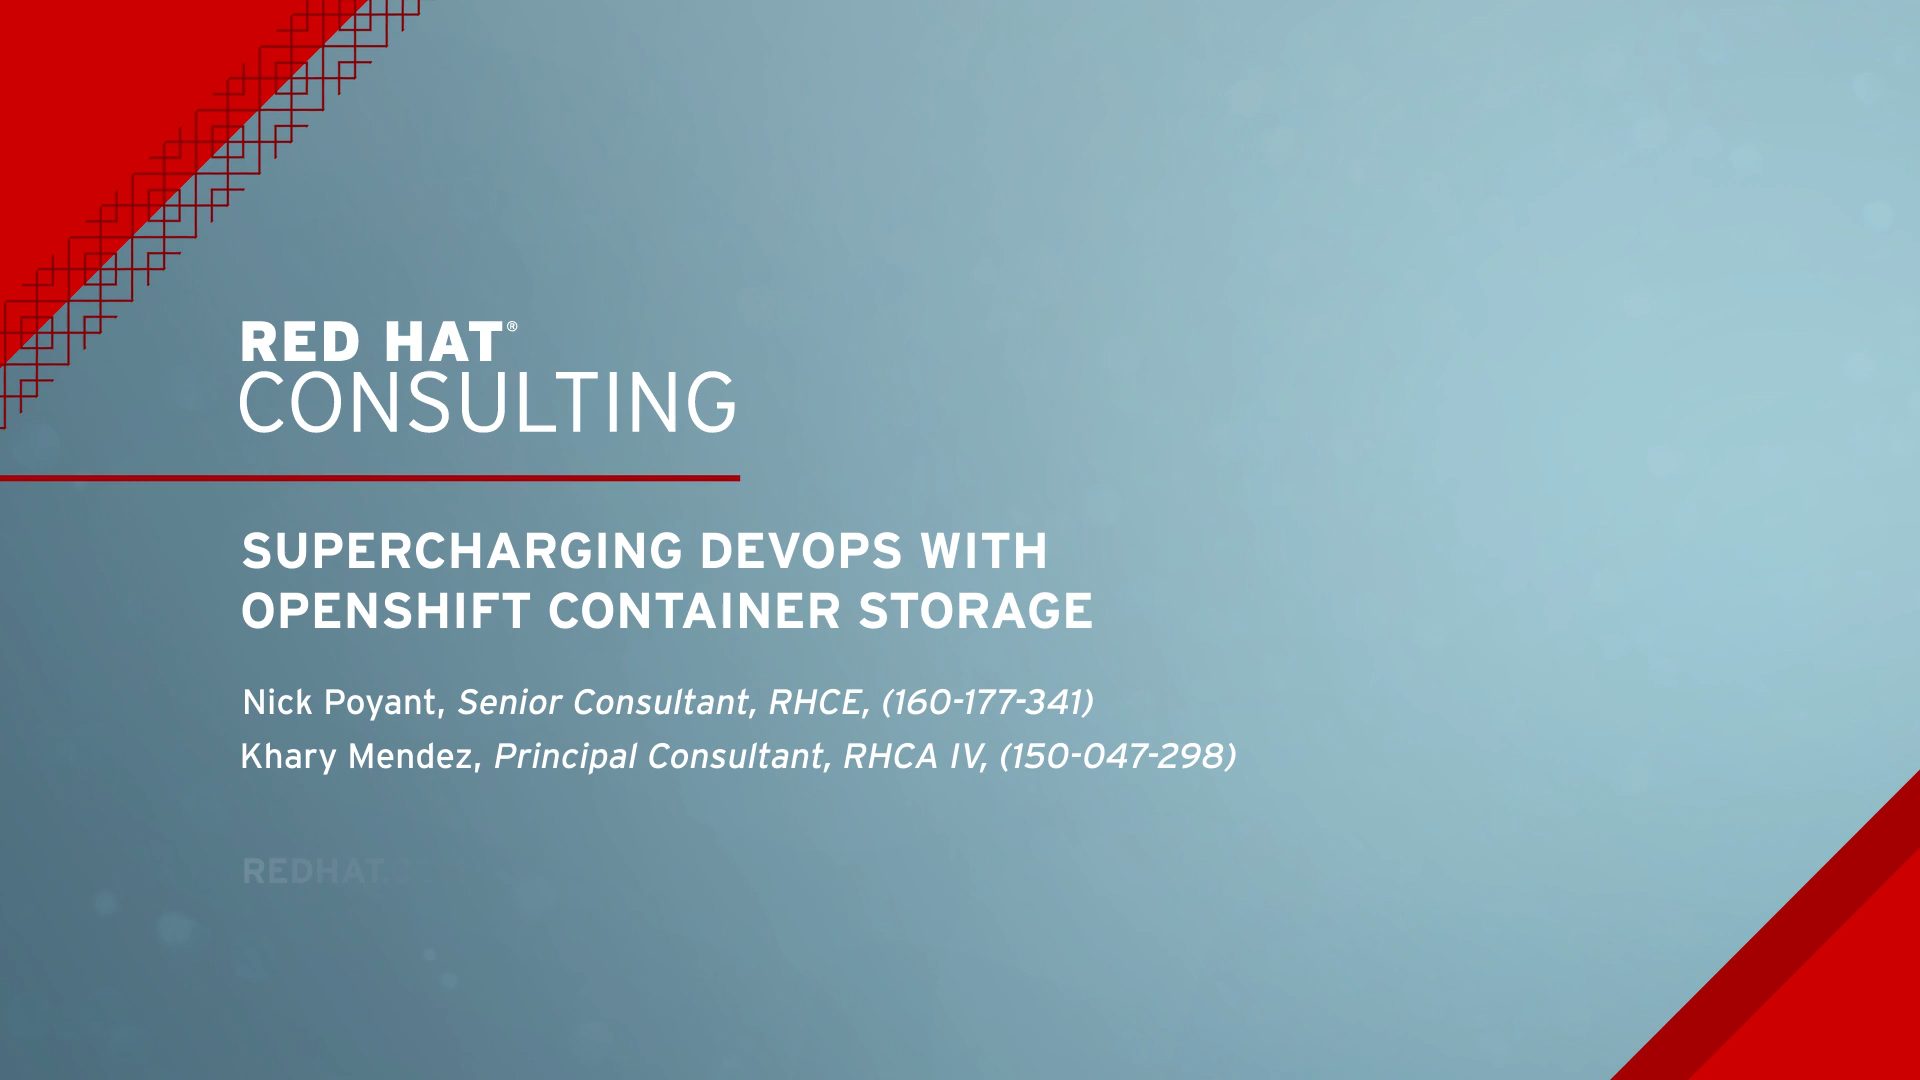 RED HAT®
CONSULTING
SUPERCHARGING DEVOPS WITH
OPENSHIFT CONTAINER STORAGE
Nick Poyant, Senior Consultant, RHCE, (160-177-341)
Khary Mendez, Principal Consultant, RHCA IV, (150-047-298)
REDHAT.